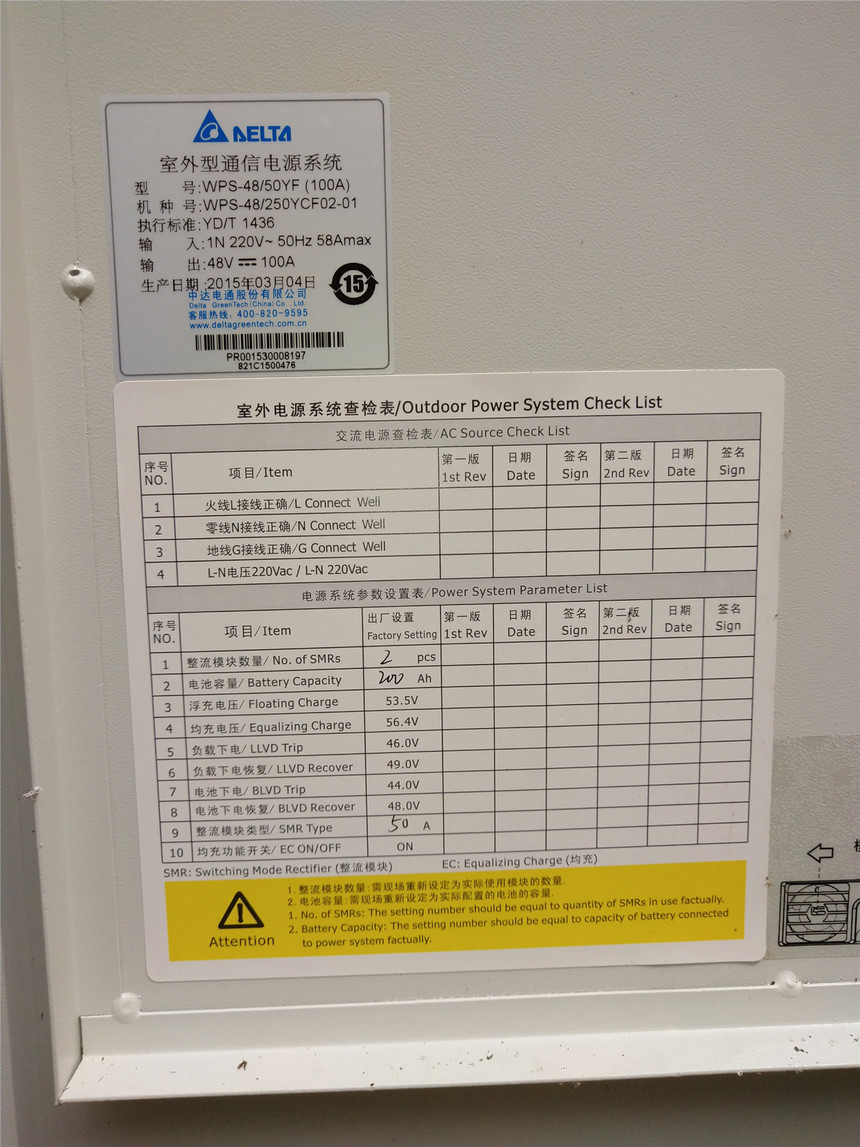 DELTA
室外型通信电源系统
型 号:WPS-48/50YF (100A)
机 种 号:WPS-48/250YCF02-01
执行标准:YD/T 1436
输 入:1N 220V~ 50Hz 58Amax
输 出:48V 100A
生产日期:2015年03月04日
15
中达电通股份有限公司
Delta GreenTech(China) Co., Ltd.
客服热线: 400-820-9595
www.deltagreentech.com.cn
PR001530008197
821C1500476
室外电源系统查检表/Outdoor Power System Check List
交流电源查检表/AC Source Check List
序号 NO. 项目/Item 第一版 1st Rev 日期 Date 签名 Sign 第二版 2nd Rev 日期 Date 签名 Sign
1 火线L接线正确/L Connect Well
2 零线N接线正确/N Connect Well
3 地线G接线正确/G Connect Well
4 L-N电压220Vac / L-N 220Vac
电源系统参数设置表/Power System Parameter List
序号 NO. 项目/Item 出厂设置 Factory Setting 第一版 1st Rev 日期 Date 签名 Sign 第二版 2nd Rev 日期 Date 签名 Sign
1 整流模块数量/ No. of SMRs 2 pcs
2 电池容量/ Battery Capacity 200 Ah
3 浮充电压/ Floating Charge 53.5V
4 均充电压/ Equalizing Charge 56.4V
5 负载下电/ LLVD Trip 46.0V
6 负载下电恢复/ LLVD Recover 49.0V
7 电池下电/ BLVD Trip 44.0V
8 电池下电恢复/ BLVD Recover 48.0V
9 整流模块类型/ SMR Type 50 A
10 均充功能开关/ EC ON/OFF ON
SMR: Switching Mode Rectifier (整流模块) EC: Equalizing Charge (均充)
Attention
1. 整流模块数量:需现场重新设定为实际使用模块的数量.
2. 电池容量:需现场重新设定为实际配置的电池的容量.
1. No. of SMRs: The setting number should be equal to quantity of SMRs in use factually.
2. Battery Capacity: The setting number should be equal to capacity of battery connected
to power system factually.